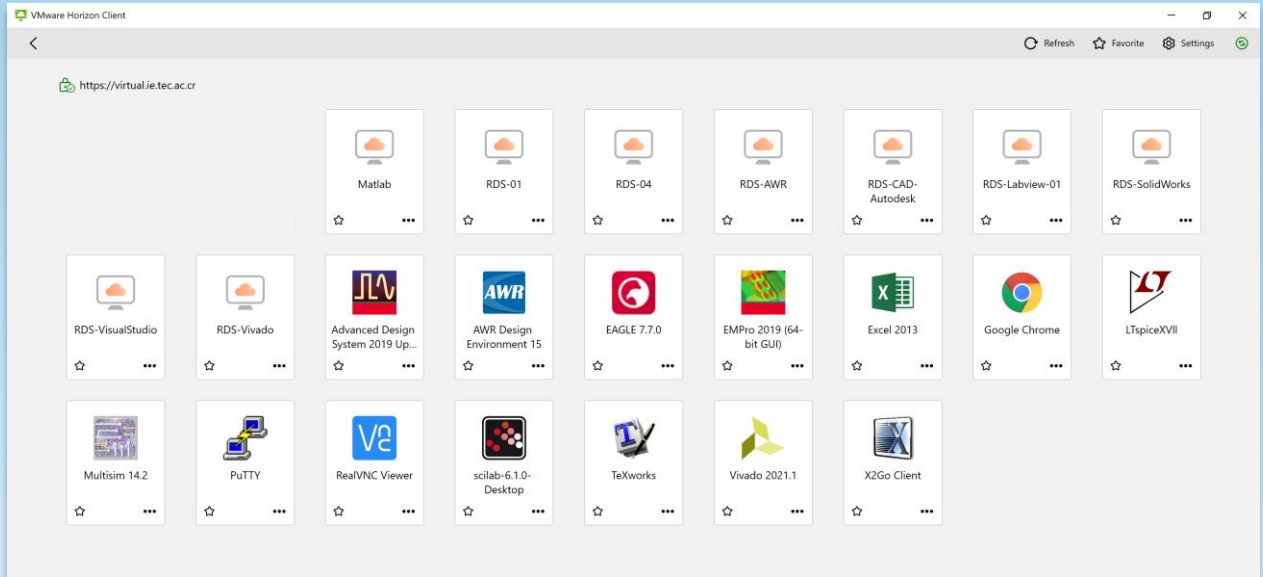 VMware Horizon Client
Refresh Favorite Settings
https://virtual.ie.tec.ac.cr
Matlab
RDS-01
RDS-04
RDS-AWR
RDS-CAD-
Autodesk
RDS-Labview-01
RDS-SolidWorks
RDS-VisualStudio
RDS-Vivado
Advanced Design
System 2019 Up...
AWR
AWR Design
Environment 15
EAGLE 7.7.0
EMPro 2019 (64-
bit GUI)
X
Excel 2013
Google Chrome
LTspiceXVII
Multisim 14.2
PuTTY
VC
RealVNC Viewer
scilab-6.1.0-
Desktop
T
TeXworks
Vivado 2021.1
X
X2Go Client